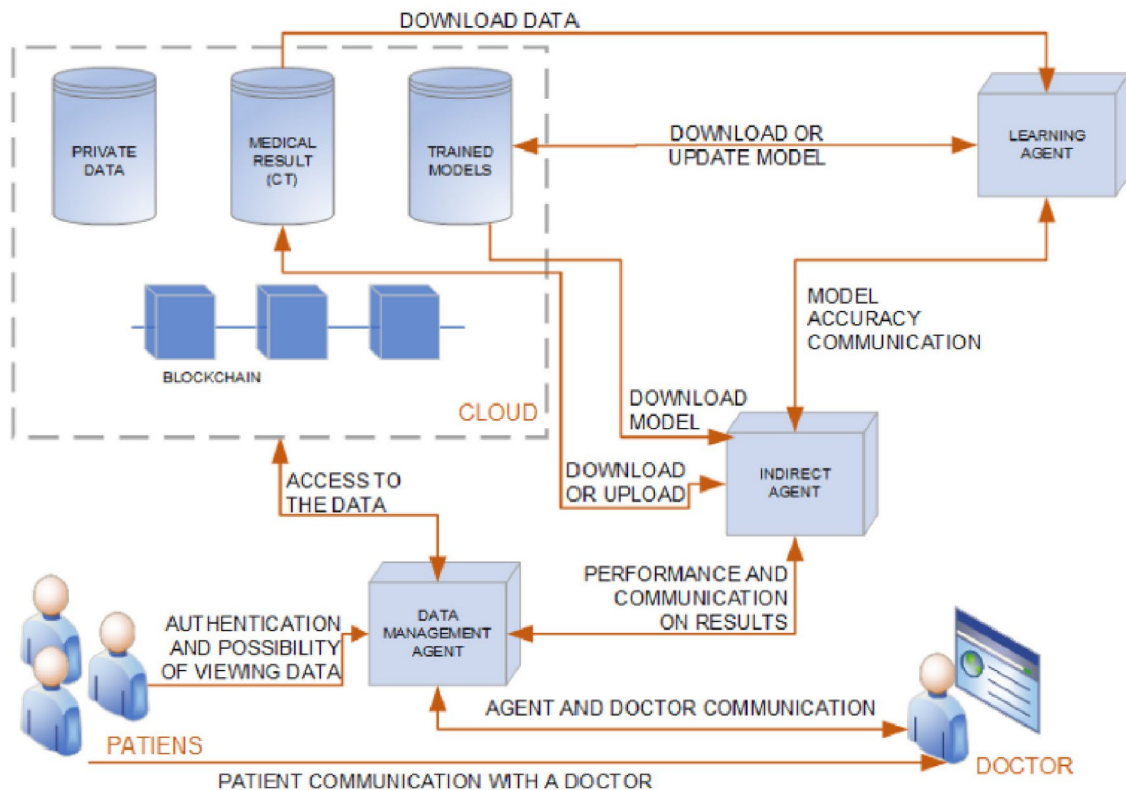 DOWNLOAD DATA
PRIVATE
DATA
MEDICAL
RESULT
(CT)
TRAINED
MODELS
DOWNLOAD OR
UPDATE MODEL
LEARNING
AGENT
BLOCKCHAIN
CLOUD
MODEL
ACCURACY
COMMUNICATION
DOWNLOAD
MODEL
DOWNLOAD
OR UPLOAD
INDIRECT
AGENT
ACCESS TO
THE DATA
PERFORMANCE AND
COMMUNICATION
ON RESULTS
AUTHENTICATION
AND POSSIBILITY
OF VIEWING DATA
DATA
MANAGEMENT
AGENT
AGENT AND DOCTOR COMMUNICATION
PATIENS
DOCTOR
PATIENT COMMUNICATION WITH A DOCTOR